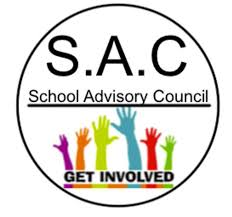 S.A.C
School Advisory Council
GET INVOLVED